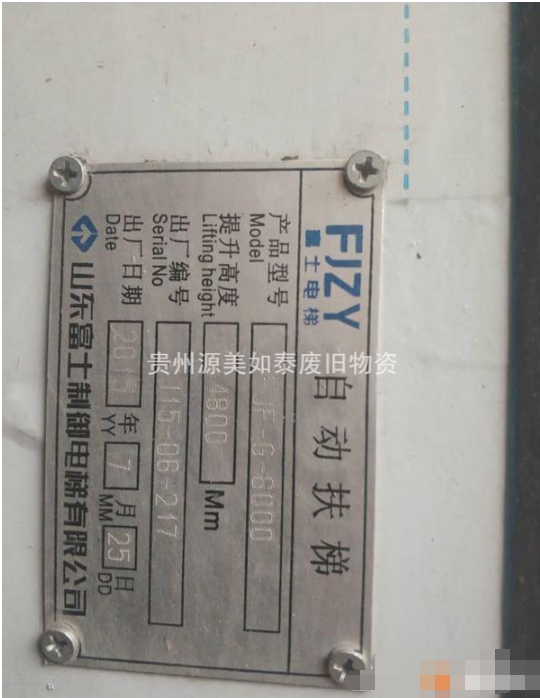 FJZY
富士电梯
自动扶梯
产品型号
Model
JF-G-6000
提升高度
Lifting height
4800
Mm
出厂编号
Serial No
J15-06-217
出厂日期
Date
2015 年 7 月 25 日
YY MM DD
山东富士制御电梯有限公司
贵州源美如泰废旧物资